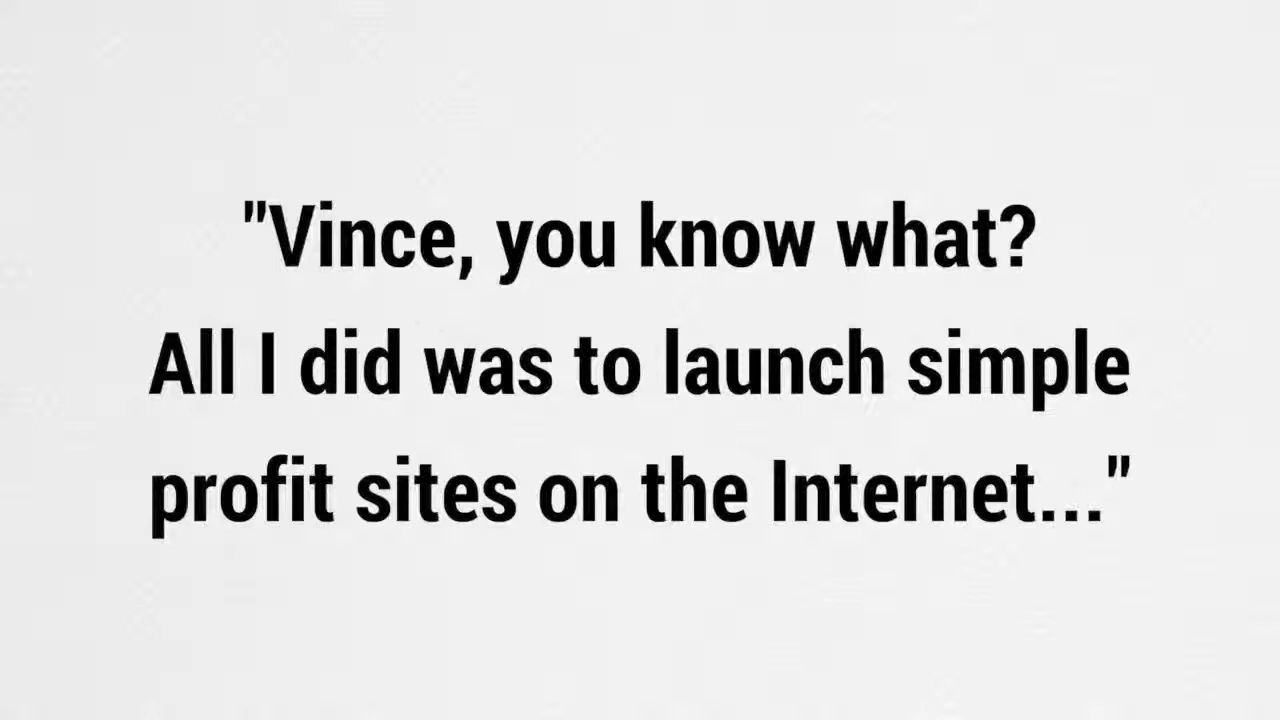 "Vince, you know what?
All I did was to launch simple
profit sites on the Internet..."